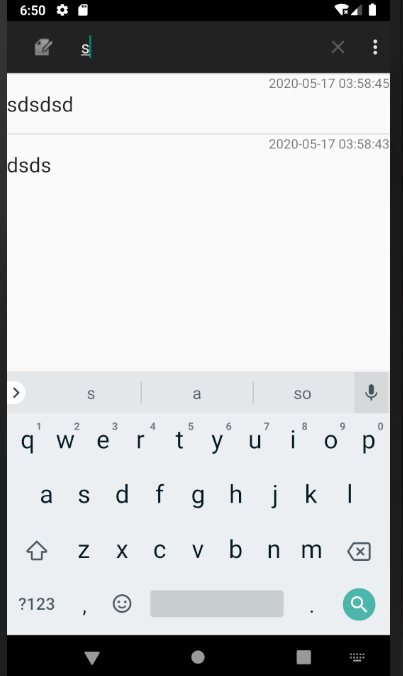 6:50
s
2020-05-17 03:58:45
sdsdsd
2020-05-17 03:58:43
dsds
s a so
1 2 3 4 5 6 7 8 9 0
q w e r t y u i o p
a s d f g h j k l
z x c v b n m
?123 , .